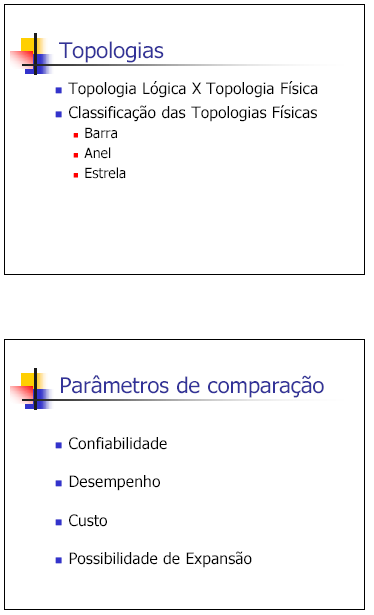 Topologias
Topologia Lógica X Topologia Física
Classificação das Topologias Físicas
Barra
Anel
Estrela
Parâmetros de comparação
Confiabilidade
Desempenho
Custo
Possibilidade de Expansão